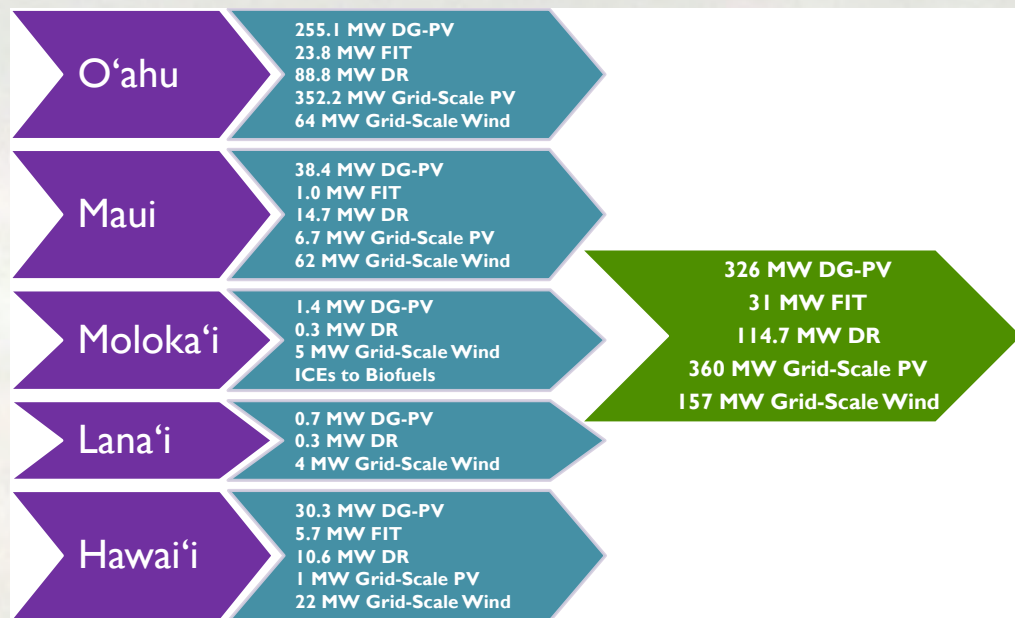 O‘ahu
255.1 MW DG-PV
23.8 MW FIT
88.8 MW DR
352.2 MW Grid-Scale PV
64 MW Grid-Scale Wind
Maui
38.4 MW DG-PV
1.0 MW FIT
14.7 MW DR
6.7 MW Grid-Scale PV
62 MW Grid-Scale Wind
Moloka‘i
1.4 MW DG-PV
0.3 MW DR
5 MW Grid-Scale Wind
ICEs to Biofuels
Lana‘i
0.7 MW DG-PV
0.3 MW DR
4 MW Grid-Scale Wind
Hawai‘i
30.3 MW DG-PV
5.7 MW FIT
10.6 MW DR
1 MW Grid-Scale PV
22 MW Grid-Scale Wind
326 MW DG-PV
31 MW FIT
114.7 MW DR
360 MW Grid-Scale PV
157 MW Grid-Scale Wind